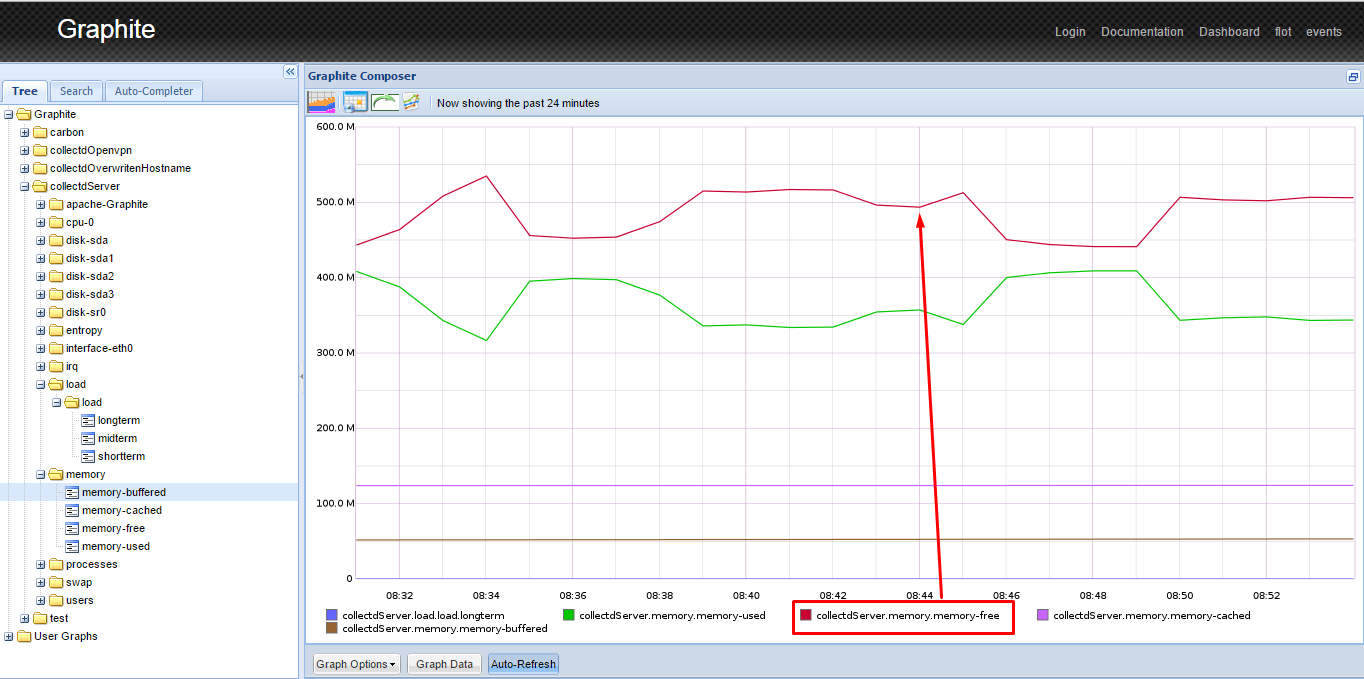 Graphite
Login Documentation Dashboard flot events
Tree Search Auto-Completer
Graphite
carbon
collectdOpenvpn
collectdOverwritenHostname
collectdServer
apache-Graphite
cpu-0
disk-sda
disk-sda1
disk-sda2
disk-sda3
disk-sr0
entropy
interface-eth0
irq
load
load
longterm
midterm
shortterm
memory
memory-buffered
memory-cached
memory-free
memory-used
processes
swap
users
test
User Graphs
Graphite Composer
Now showing the past 24 minutes
600.0 M
500.0 M
400.0 M
300.0 M
200.0 M
100.0 M
0
08:32 08:34 08:36 08:38 08:40 08:42 08:44 08:46 08:48 08:50 08:52
collectdServer.load.load.longterm collectdServer.memory.memory-used collectdServer.memory.memory-free collectdServer.memory.memory-cached
collectdServer.memory.memory-buffered
Graph Options Graph Data Auto-Refresh